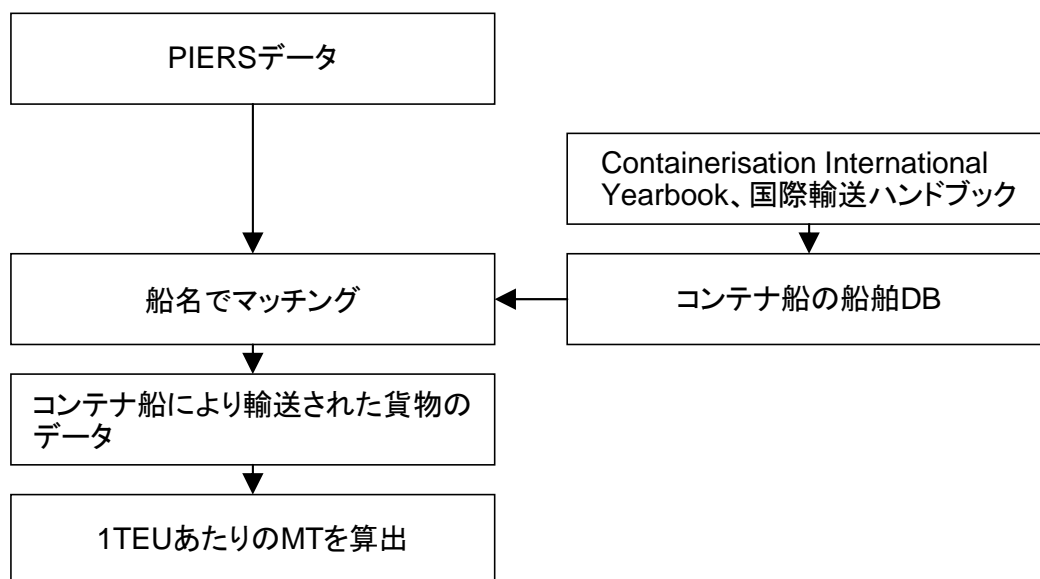 PIERSデータ
Containerisation International
Yearbook、国際輸送ハンドブック
船名でマッチング
コンテナ船の船舶DB
コンテナ船により輸送された貨物の
データ
1TEUあたりのMTを算出